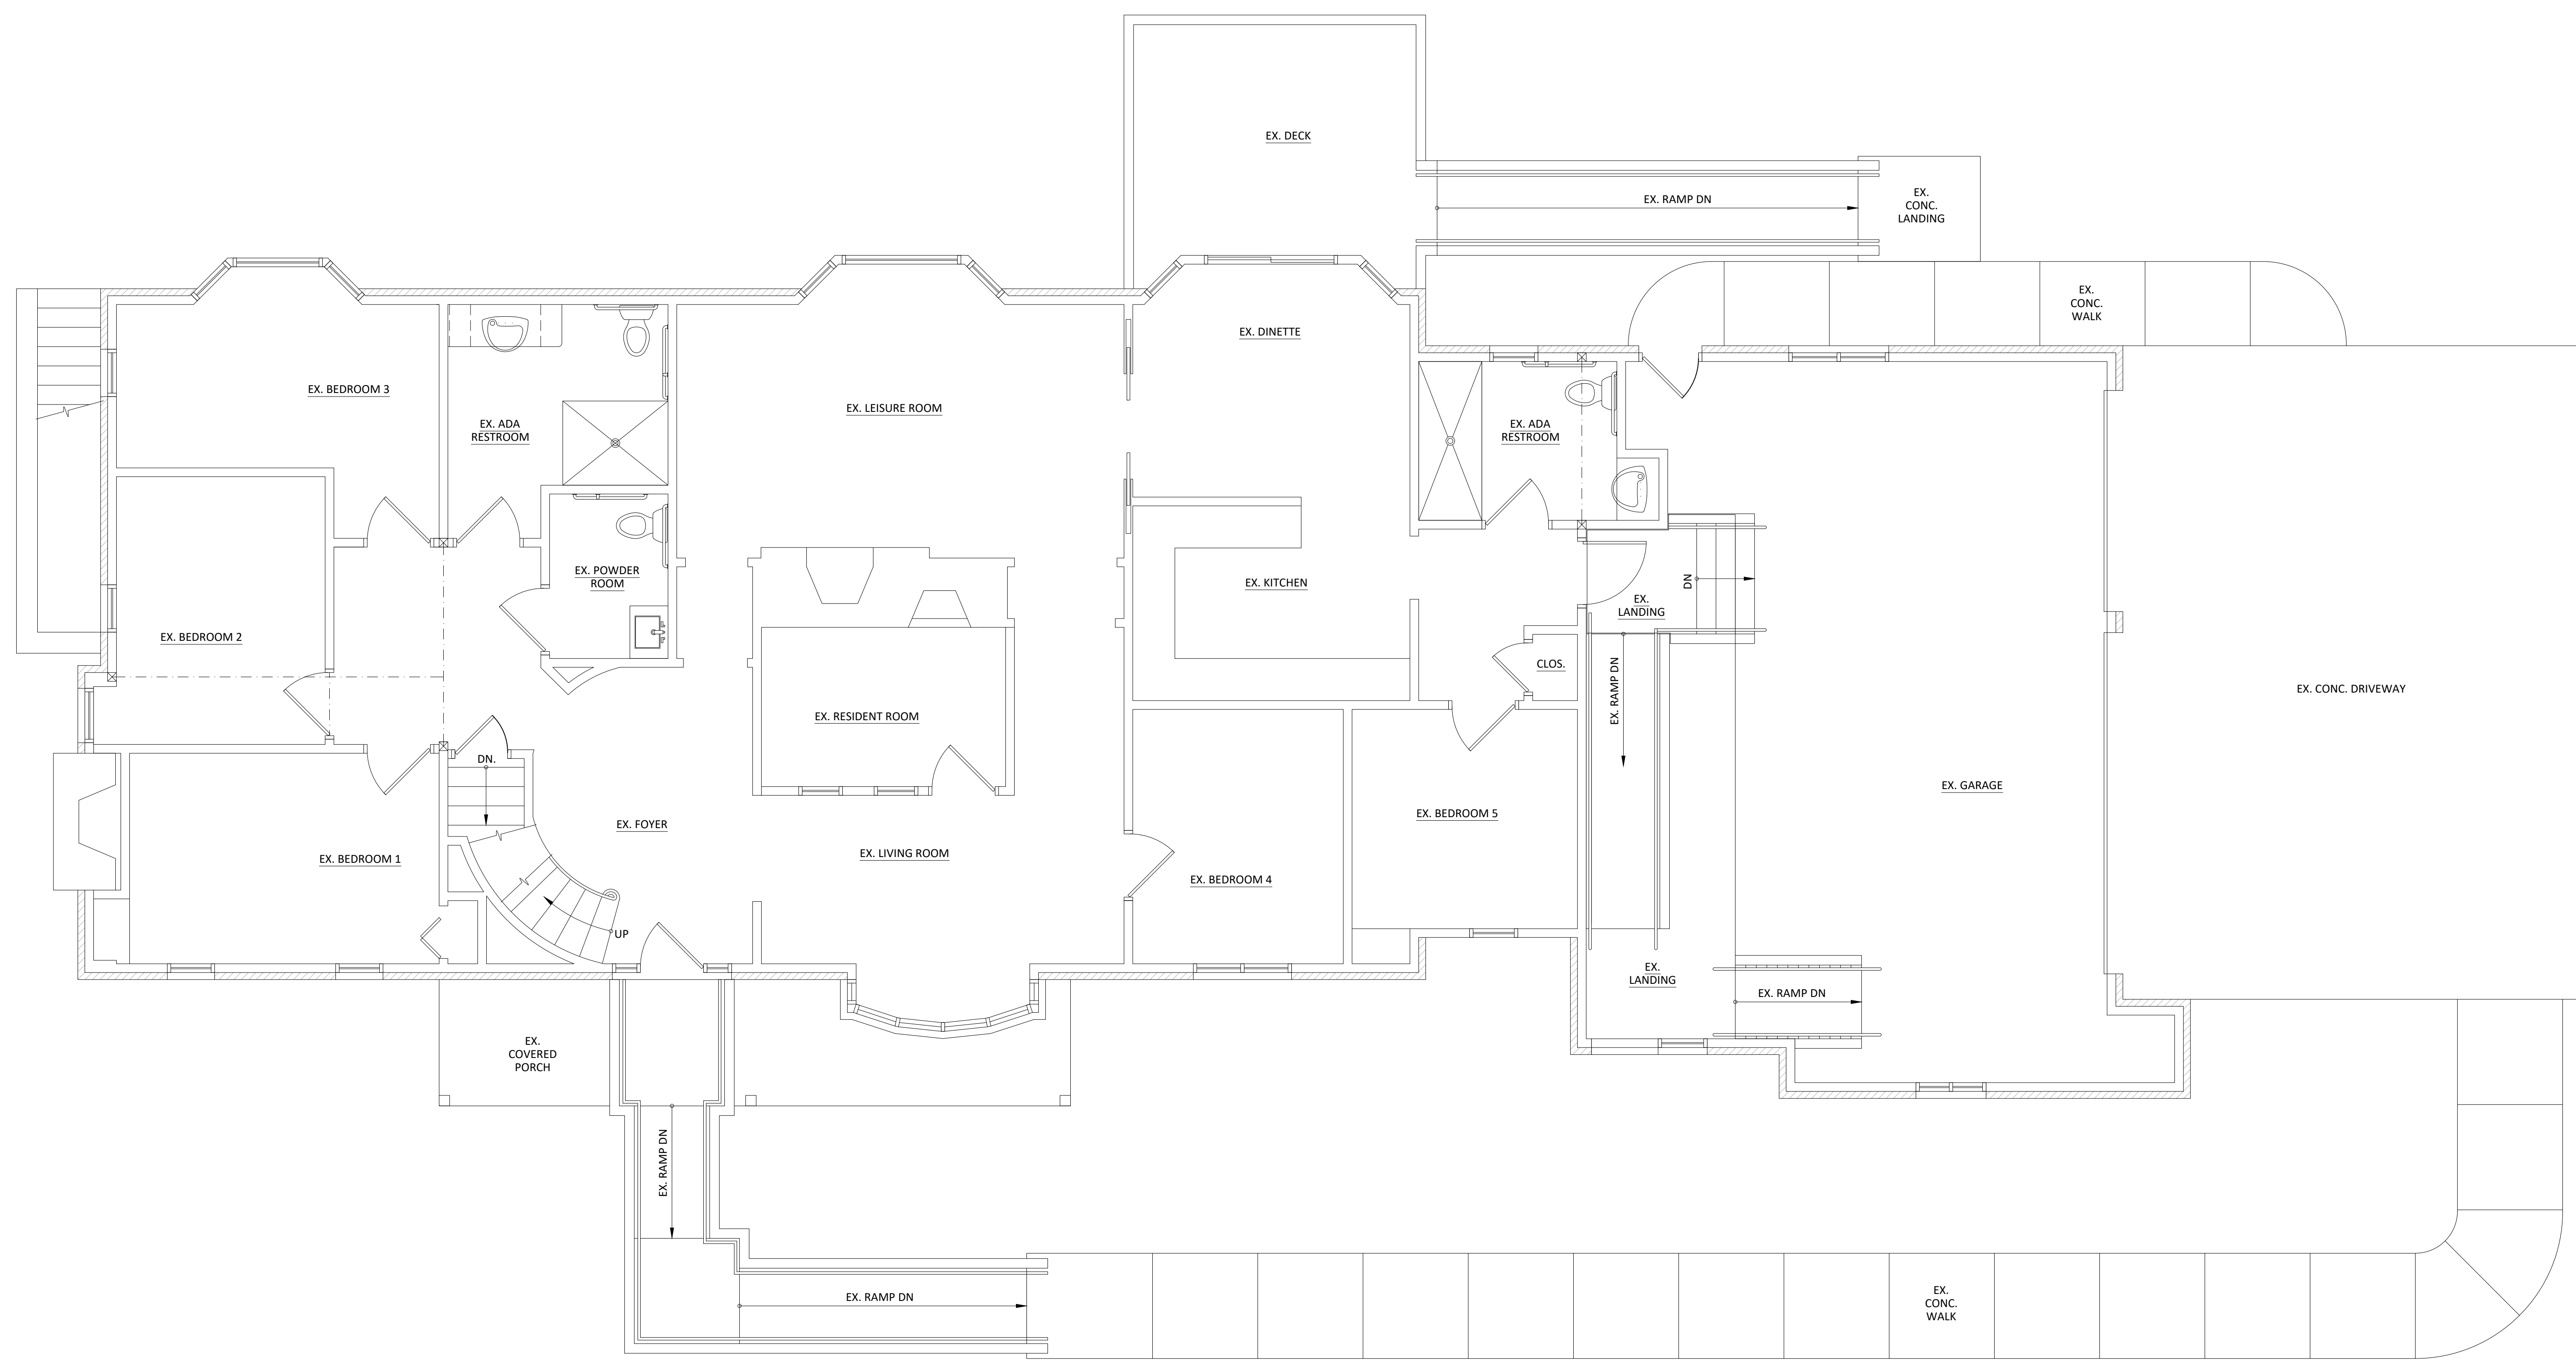 EX. DECK
EX. RAMP DN
EX.
CONC.
LANDING
EX.
CONC.
WALK
EX. DINETTE
EX. BEDROOM 3
EX. LEISURE ROOM
EX. ADA
RESTROOM
EX. ADA
RESTROOM
EX. POWDER
ROOM
EX. KITCHEN
DN
EX.
LANDING
EX. BEDROOM 2
CLOS.
EX. RAMP DN
EX. CONC. DRIVEWAY
EX. RESIDENT ROOM
DN.
EX. GARAGE
EX. BEDROOM 5
EX. FOYER
EX. LIVING ROOM
EX. BEDROOM 1
EX. BEDROOM 4
UP
EX.
LANDING
EX. RAMP DN
EX.
COVERED
PORCH
EX. RAMP DN
EX. RAMP DN
EX.
CONC.
WALK